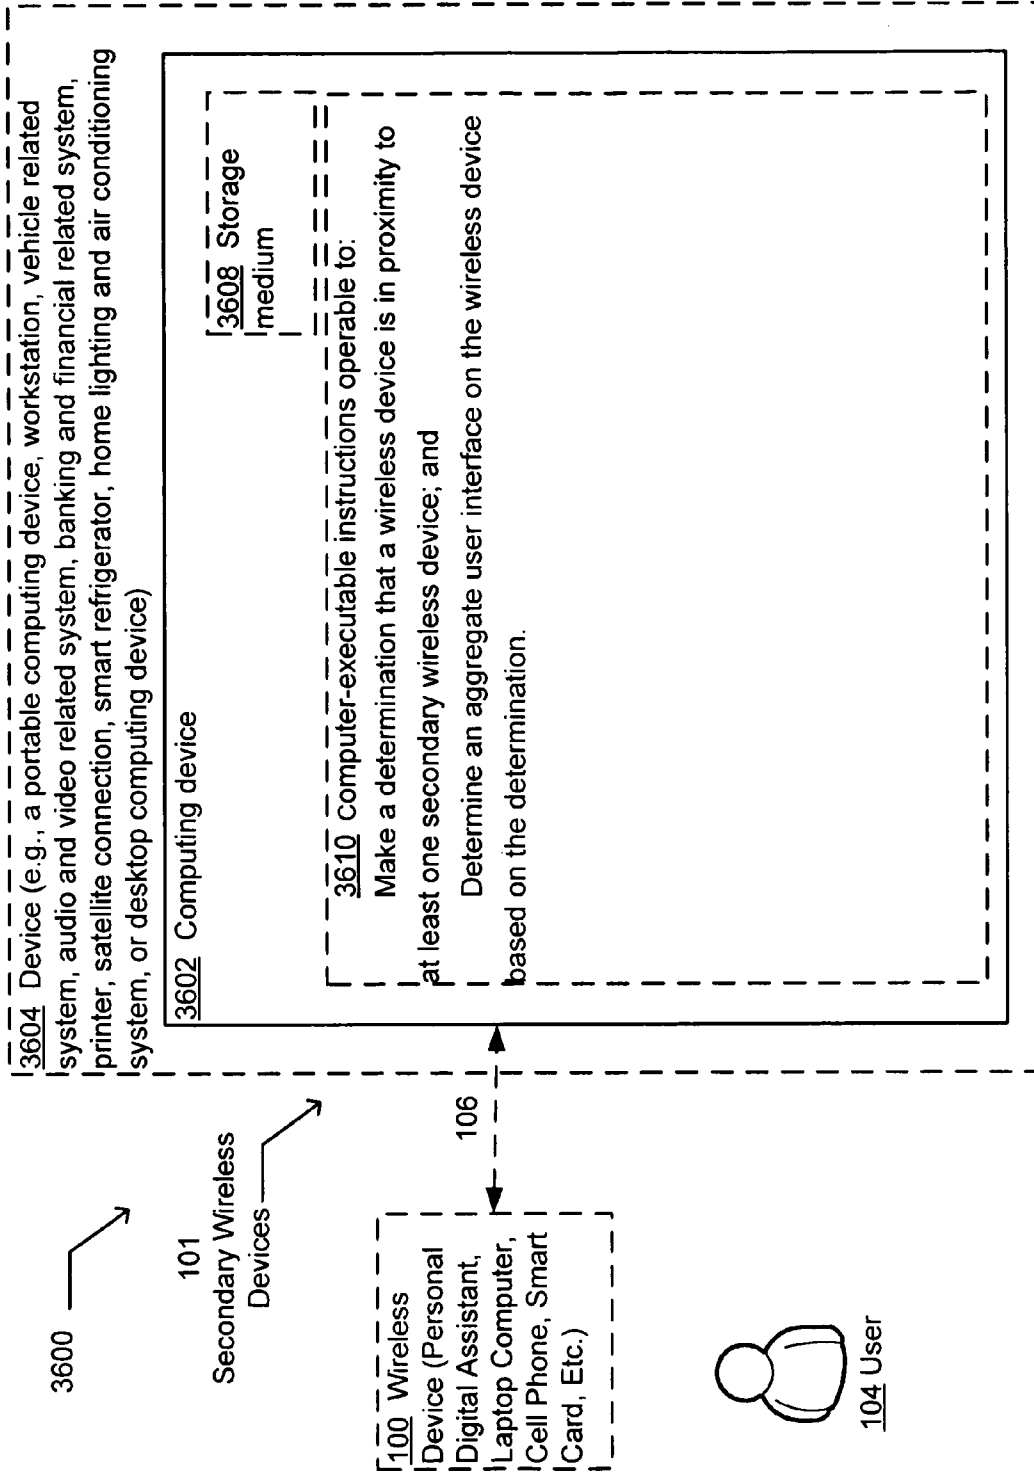 3600
101
Secondary Wireless
Devices
3604 Device (e.g., a portable computing device, workstation, vehicle related
system, audio and video related system, banking and financial related system,
printer, satellite connection, smart refrigerator, home lighting and air conditioning
system, or desktop computing device)
3602 Computing device
3608 Storage
medium
3610 Computer-executable instructions operable to:
Make a determination that a wireless device is in proximity to
at least one secondary wireless device; and
Determine an aggregate user interface on the wireless device
based on the determination.
106
100 Wireless
Device (Personal
Digital Assistant,
Laptop Computer,
Cell Phone, Smart
Card, Etc.)
104 User